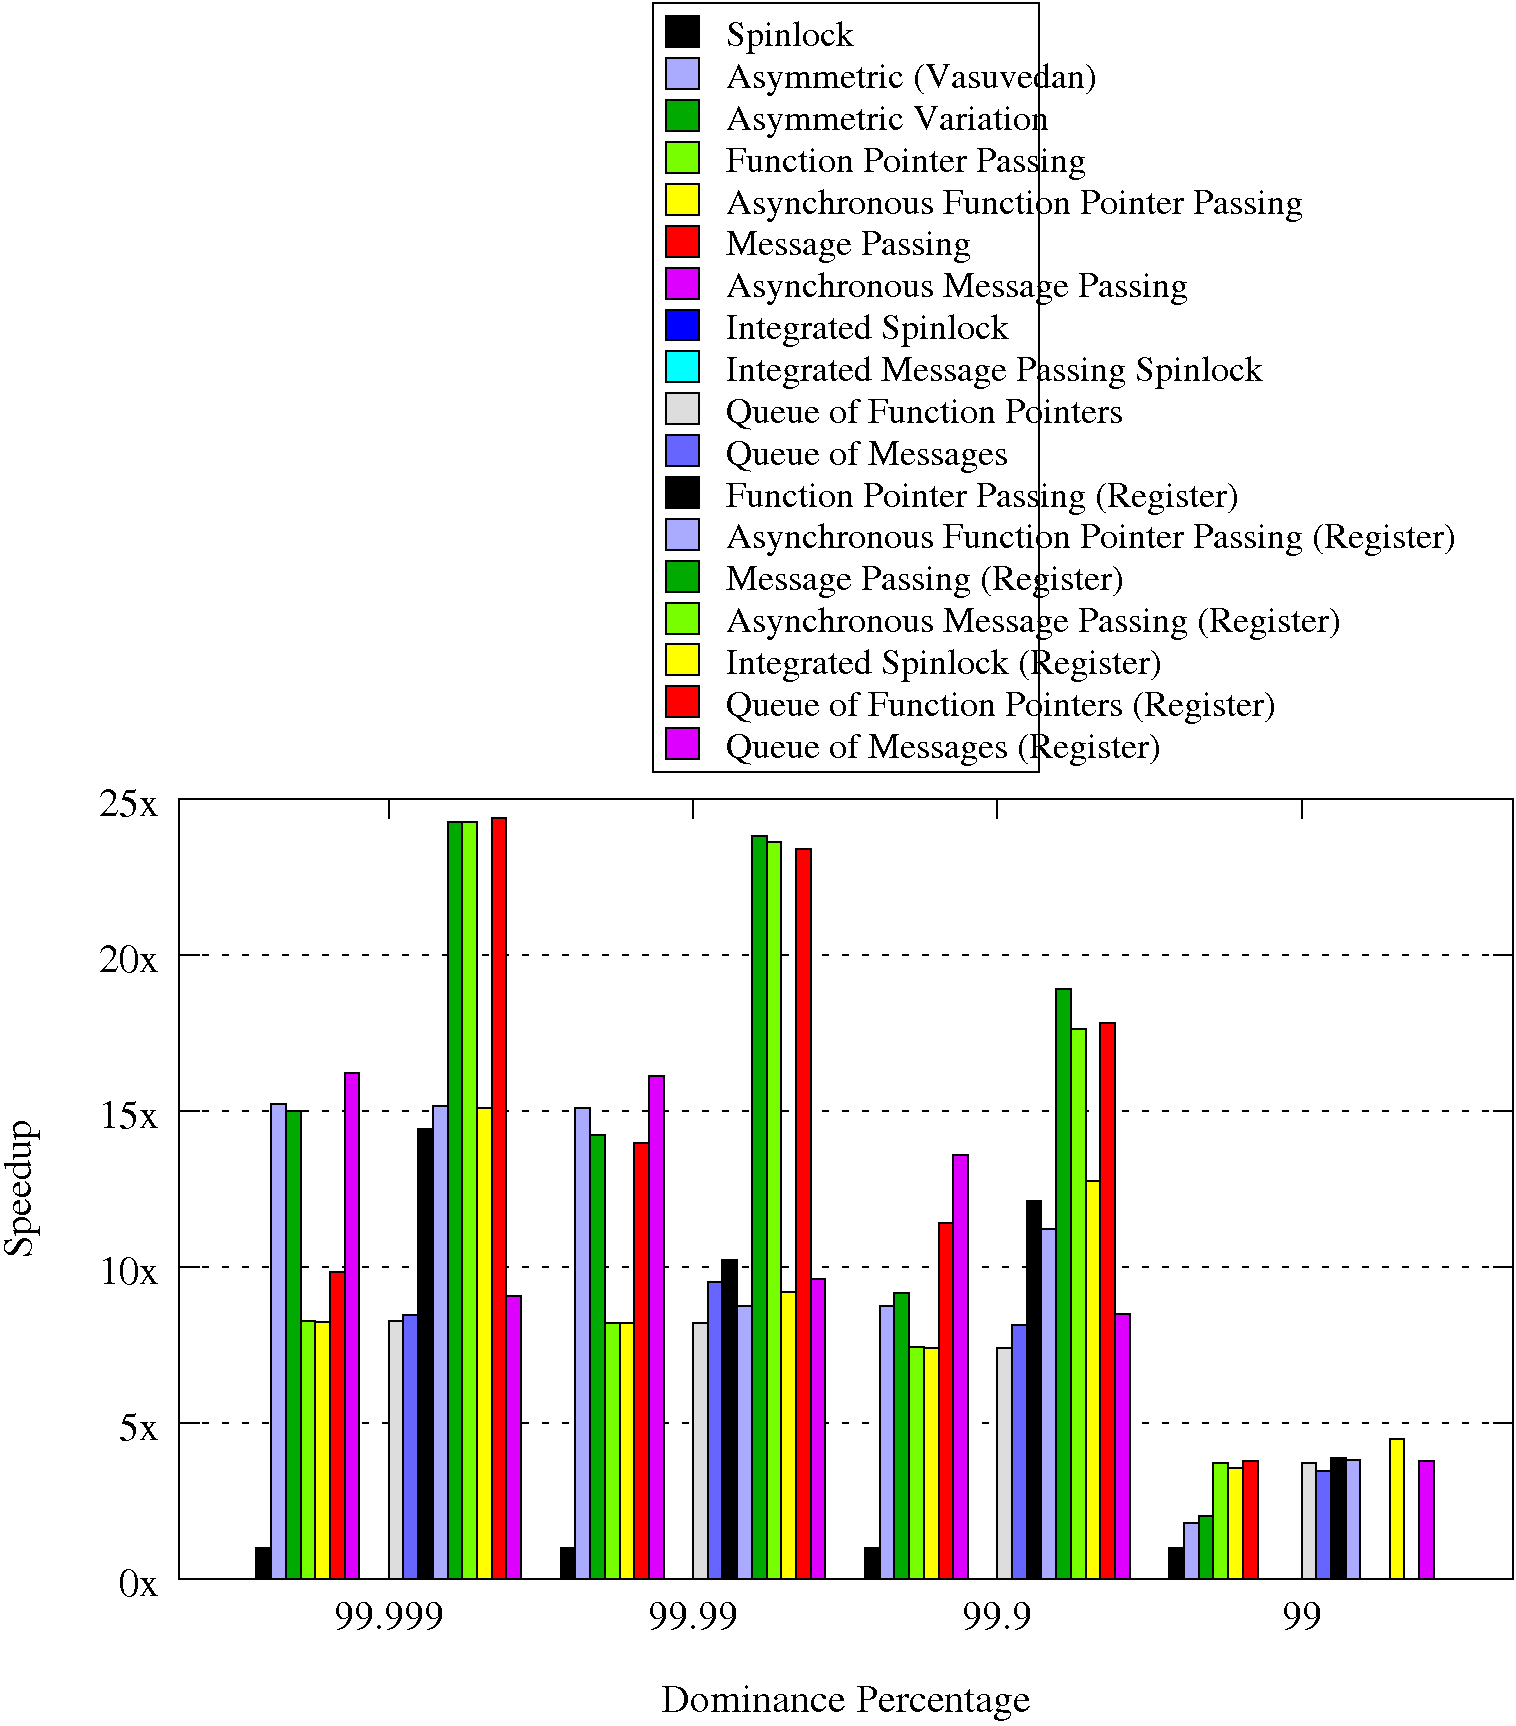 Spinlock
Asymmetric (Vasuvedan)
Asymmetric Variation
Function Pointer Passing
Asynchronous Function Pointer Passing
Message Passing
Asynchronous Message Passing
Integrated Spinlock
Integrated Message Passing Spinlock
Queue of Function Pointers
Queue of Messages
Function Pointer Passing (Register)
Asynchronous Function Pointer Passing (Register)
Message Passing (Register)
Asynchronous Message Passing (Register)
Integrated Spinlock (Register)
Queue of Function Pointers (Register)
Queue of Messages (Register)
25x
20x
15x
10x
5x
0x
Speedup
99.999 99.99 99.9 99
Dominance Percentage